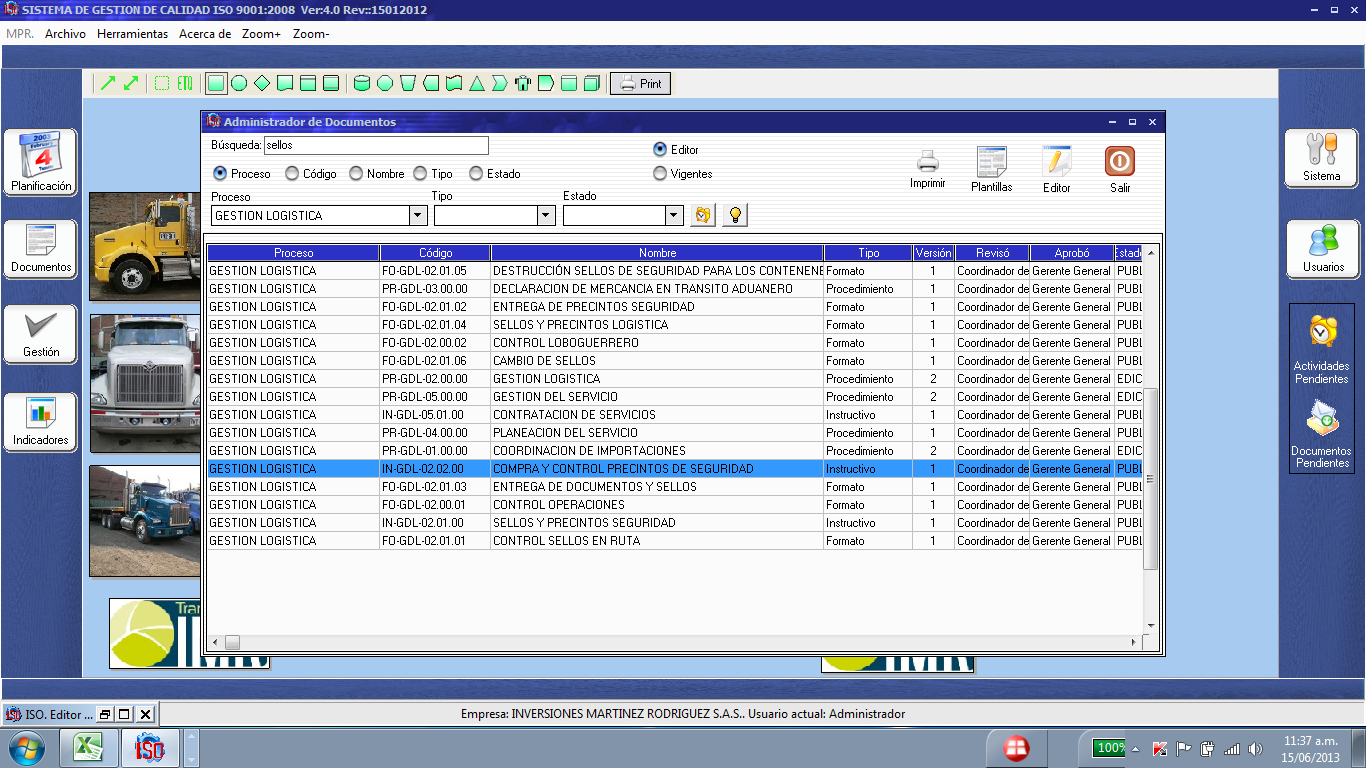 SISTEMA DE GESTION DE CALIDAD ISO 9001:2008 Ver:4.0 Rev::15012012
MPR. Archivo Herramientas Acerca de Zoom+ Zoom-
ETQ Print
Administrador de Documentos
Búsqueda: sellos
Editor
Proceso Código Nombre Tipo Estado
Vigentes
Imprimir Plantillas Editor Salir
Proceso Tipo Estado
GESTION LOGISTICA
Proceso Código Nombre Tipo Versión Revisó Aprobó Estado
GESTION LOGISTICA FO-GDL-02.01.05 DESTRUCCIÓN SELLOS DE SEGURIDAD PARA LOS CONTENENE Formato 1 Coordinador de Gerente General PUBL
GESTION LOGISTICA PR-GDL-03.00.00 DECLARACION DE MERCANCIA EN TRANSITO ADUANERO Procedimiento 1 Coordinador de Gerente General PUBL
GESTION LOGISTICA FO-GDL-02.01.02 ENTREGA DE PRECINTOS SEGURIDAD Formato 1 Coordinador de Gerente General PUBL
GESTION LOGISTICA FO-GDL-02.01.04 SELLOS Y PRECINTOS LOGISTICA Formato 1 Coordinador de Gerente General PUBL
GESTION LOGISTICA FO-GDL-02.00.02 CONTROL LOBOGUERRERO Formato 1 Coordinador de Gerente General PUBL
GESTION LOGISTICA FO-GDL-02.01.06 CAMBIO DE SELLOS Formato 1 Coordinador de Gerente General PUBL
GESTION LOGISTICA PR-GDL-02.00.00 GESTION LOGISTICA Procedimiento 2 Coordinador de Gerente General EDIC
GESTION LOGISTICA PR-GDL-05.00.00 GESTION DEL SERVICIO Procedimiento 2 Coordinador de Gerente General EDIC
GESTION LOGISTICA IN-GDL-05.01.00 CONTRATACION DE SERVICIOS Instructivo 1 Coordinador de Gerente General PUBL
GESTION LOGISTICA PR-GDL-04.00.00 PLANEACION DEL SERVICIO Procedimiento 1 Coordinador de Gerente General PUBL
GESTION LOGISTICA PR-GDL-01.00.00 COORDINACION DE IMPORTACIONES Procedimiento 2 Coordinador de Gerente General EDIC
GESTION LOGISTICA IN-GDL-02.02.00 COMPRA Y CONTROL PRECINTOS DE SEGURIDAD Instructivo 1 Coordinador de Gerente General PUBL
GESTION LOGISTICA FO-GDL-02.01.03 ENTREGA DE DOCUMENTOS Y SELLOS Formato 1 Coordinador de Gerente General PUBL
GESTION LOGISTICA FO-GDL-02.00.01 CONTROL OPERACIONES Formato 1 Coordinador de Gerente General PUBL
GESTION LOGISTICA IN-GDL-02.01.00 SELLOS Y PRECINTOS SEGURIDAD Instructivo 1 Coordinador de Gerente General PUBL
GESTION LOGISTICA FO-GDL-02.01.01 CONTROL SELLOS EN RUTA Formato 1 Coordinador de Gerente General PUBL
Planificación
Documentos
Gestión
Indicadores
Sistema
Usuarios
Actividades
Pendientes
Documentos
Pendientes
ISO. Editor ...
Empresa: INVERSIONES MARTINEZ RODRIGUEZ S.A.S.. Usuario actual: Administrador
ISO
100%
11:37 a.m.
15/06/2013